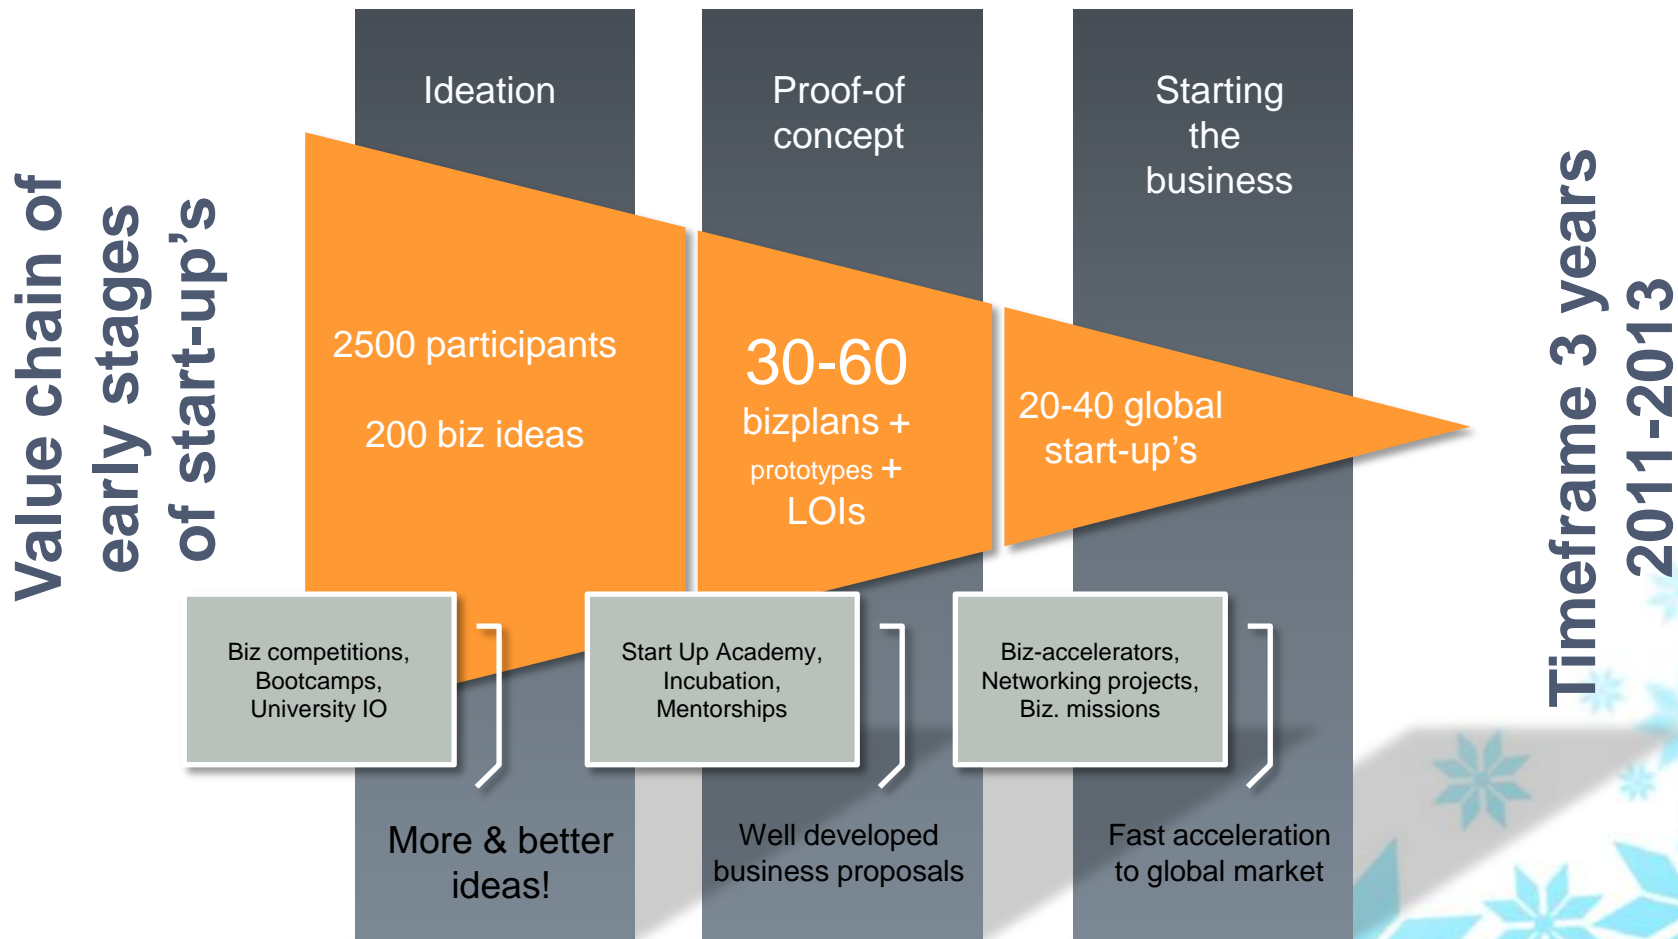 Value chain of
early stages
of start-up's
Ideation
2500 participants
200 biz ideas
Biz competitions,
Bootcamps,
University IO
More & better
ideas!
Proof-of
concept
30-60
bizplans +
prototypes +
LOIs
Start Up Academy,
Incubation,
Mentorships
Well developed
business proposals
Starting
the
business
20-40 global
start-up's
Biz-accelerators,
Networking projects,
Biz. missions
Fast acceleration
to global market
Timeframe 3 years
2011-2013